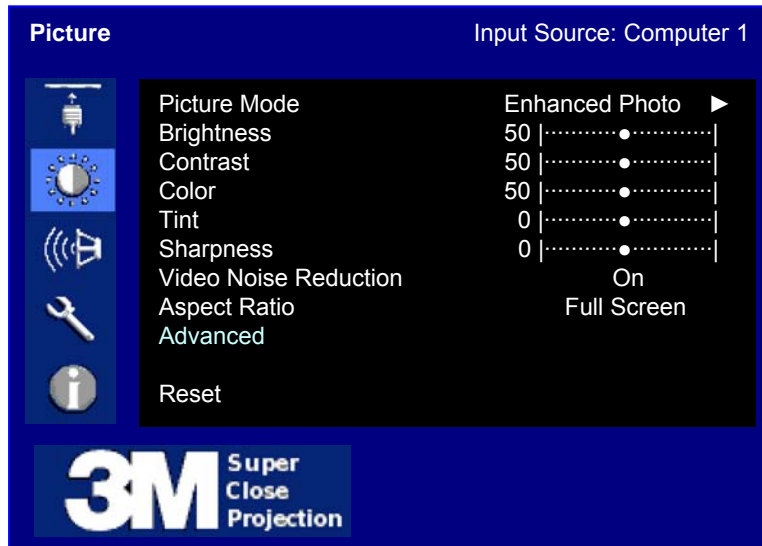 Picture Input Source: Computer 1
Picture Mode Enhanced Photo ►
Brightness 50 |···········●············|
Contrast 50 |···········●············|
Color 50 |···········●············|
Tint 0 |···········●············|
Sharpness 0 |···········●············|
Video Noise Reduction On
Aspect Ratio Full Screen
Advanced
Reset
3M Super
Close
Projection